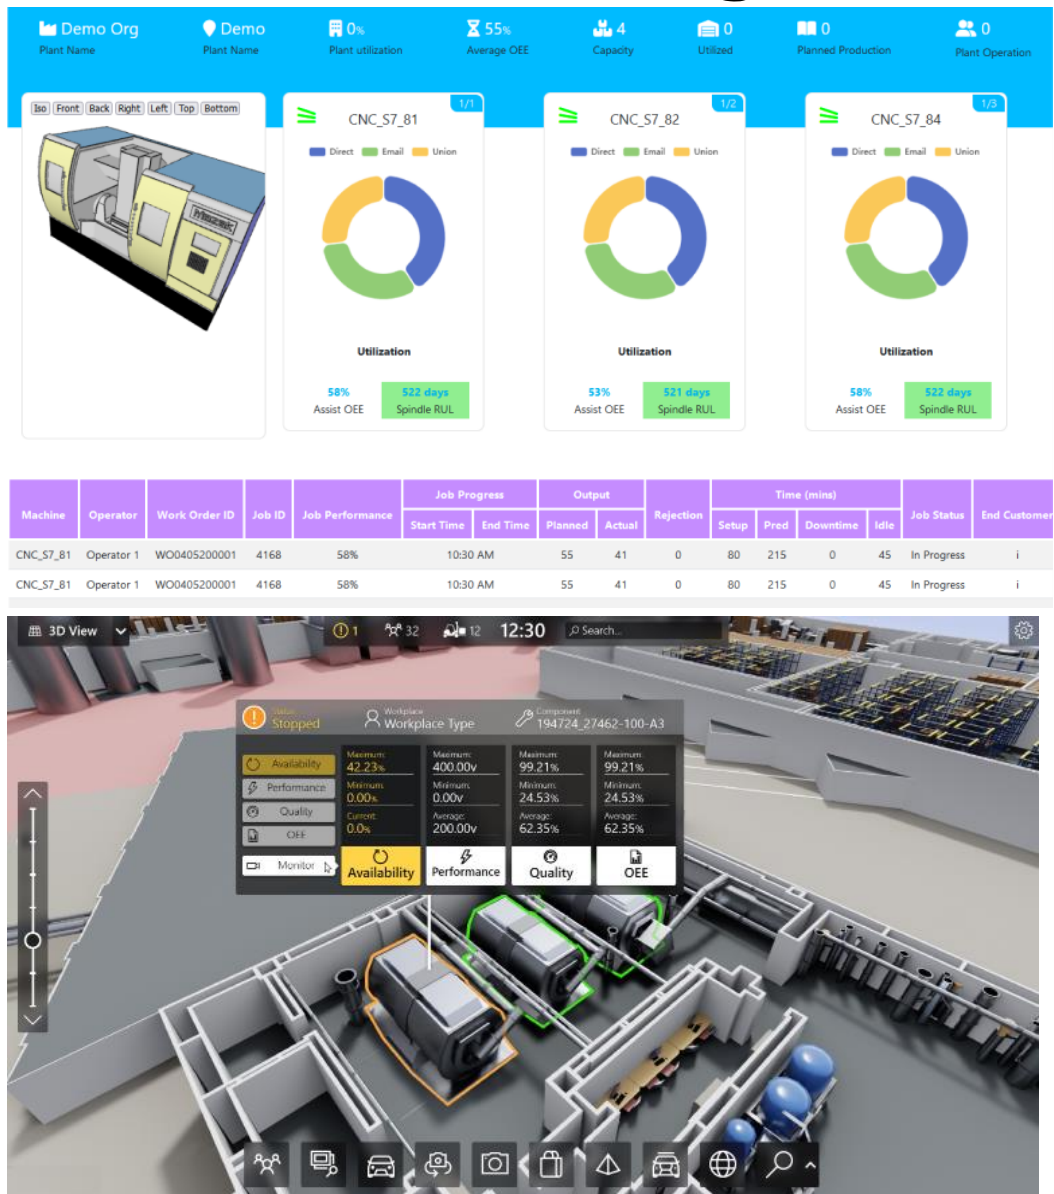 Demo Org Demo 0% 55% 4 0 0 0
Plant Name Plant Name Plant utilization Average OEE Capacity Utilized Planned Production Plant Operation
Iso Front Back Right Left Top Bottom
Mazak
1/1
CNC_S7_81
Direct Email Union
Utilization
58% 522 days
Assist OEE Spindle RUL
1/2
CNC_S7_82
Direct Email Union
Utilization
53% 521 days
Assist OEE Spindle RUL
1/3
CNC_S7_84
Direct Email Union
Utilization
58% 522 days
Assist OEE Spindle RUL
Job Progress Output Time (mins)
Machine Operator Work Order ID Job ID Job Performance Rejection Job Status End Customer
Start Time End Time Planned Actual Setup Pred Downtime Idle
CNC_S7_81 Operator 1 WO0405200001 4168 58% 10:30 AM 55 41 0 80 215 0 45 In Progress i
CNC_S7_81 Operator 1 WO0405200001 4168 58% 10:30 AM 55 41 0 80 215 0 45 In Progress i
3D View 1 32 12 12:30 Search...
Status: Workplace Component:
Stopped Workplace Type 194724_27462-100-A3
Availability
Performance
Quality
OEE
Monitor
Maximum: Maximum: Maximum: Maximum:
42.23% 400.00v 99.21% 99.21%
Minimum: Minimum: Minimum: Minimum:
0.00% 0.00v 24.53% 24.53%
Current: Average: Average: Average:
0.0% 200.00v 62.35% 62.35%
Availability Performance Quality OEE